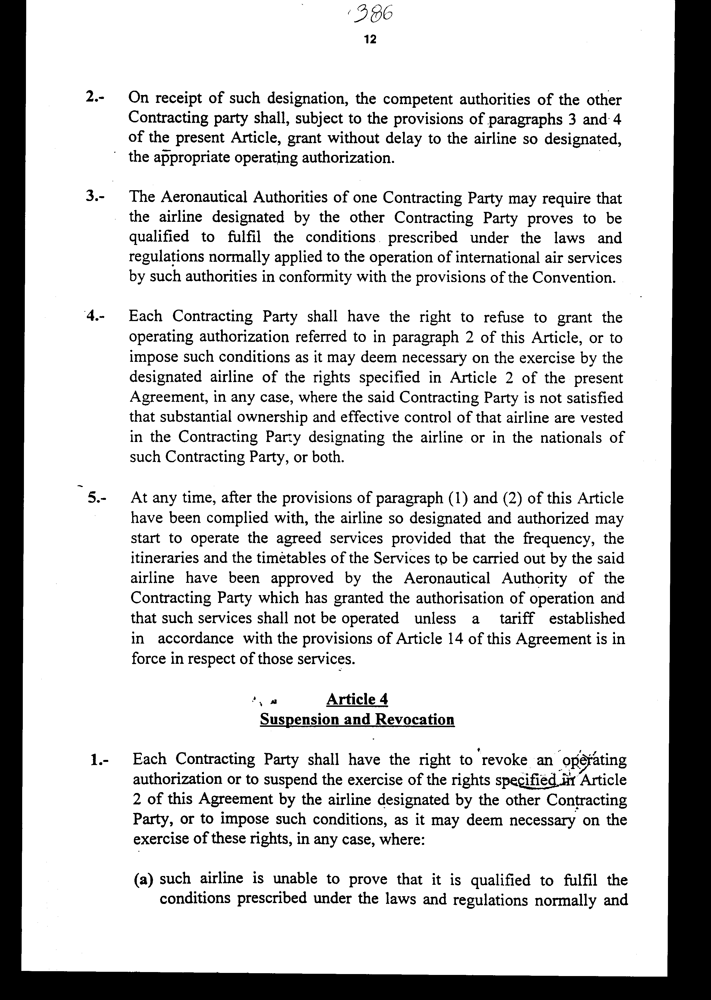 386
12
2.- On receipt of such designation, the competent authorities of the other
Contracting party shall, subject to the provisions of paragraphs 3 and 4
of the present Article, grant without delay to the airline so designated,
the appropriate operating authorization.
3.- The Aeronautical Authorities of one Contracting Party may require that
the airline designated by the other Contracting Party proves to be
qualified to fulfil the conditions prescribed under the laws and
regulations normally applied to the operation of international air services
by such authorities in conformity with the provisions of the Convention.
4.- Each Contracting Party shall have the right to refuse to grant the
operating authorization referred to in paragraph 2 of this Article, or to
impose such conditions as it may deem necessary on the exercise by the
designated airline of the rights specified in Article 2 of the present
Agreement, in any case, where the said Contracting Party is not satisfied
that substantial ownership and effective control of that airline are vested
in the Contracting Party designating the airline or in the nationals of
such Contracting Party, or both.
5.- At any time, after the provisions of paragraph (1) and (2) of this Article
have been complied with, the airline so designated and authorized may
start to operate the agreed services provided that the frequency, the
itineraries and the timetables of the Services to be carried out by the said
airline have been approved by the Aeronautical Authority of the
Contracting Party which has granted the authorisation of operation and
that such services shall not be operated unless a tariff established
in accordance with the provisions of Article 14 of this Agreement is in
force in respect of those services.
Article 4
Suspension and Revocation
1.- Each Contracting Party shall have the right to revoke an operating
authorization or to suspend the exercise of the rights specified in Article
2 of this Agreement by the airline designated by the other Contracting
Party, or to impose such conditions, as it may deem necessary on the
exercise of these rights, in any case, where:
(a) such airline is unable to prove that it is qualified to fulfil the
conditions prescribed under the laws and regulations normally and